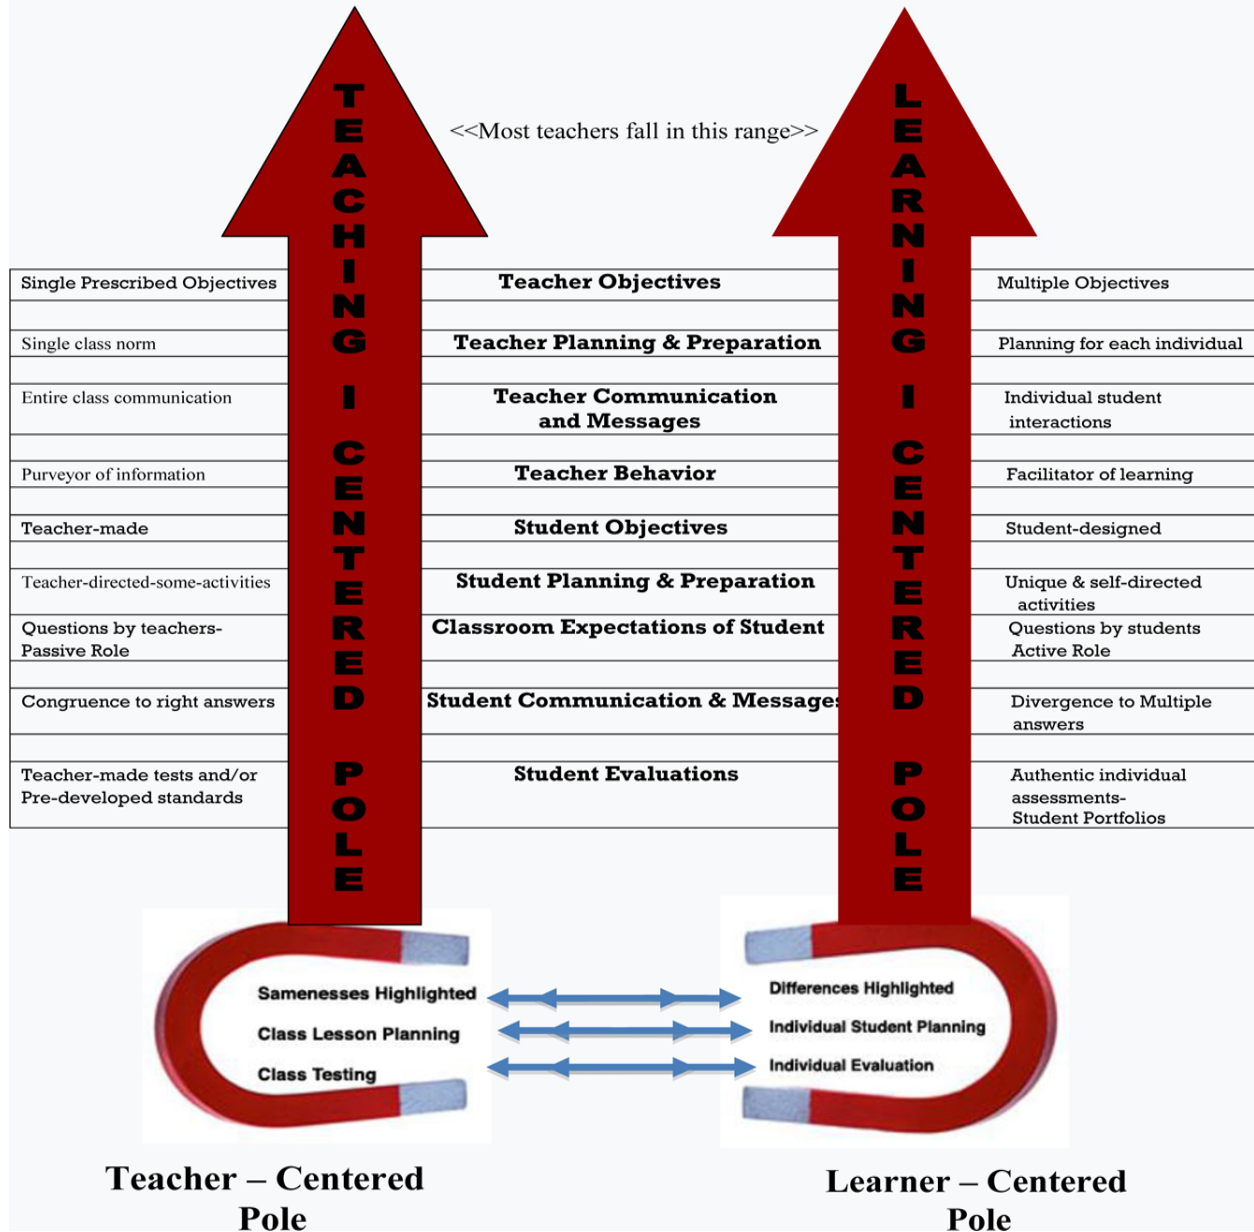 TEACHING I CENTERED POLE
LEARNING I CENTERED POLE
<<Most teachers fall in this range>>
Single Prescribed Objectives
Teacher Objectives
Multiple Objectives
Single class norm
Teacher Planning & Preparation
Planning for each individual
Entire class communication
Teacher Communication
and Messages
Individual student
interactions
Purveyor of information
Teacher Behavior
Facilitator of learning
Teacher-made
Student Objectives
Student-designed
Teacher-directed-some-activities
Student Planning & Preparation
Unique & self-directed
activities
Questions by teachers-
Passive Role
Classroom Expectations of Student
Questions by students
Active Role
Congruence to right answers
Student Communication & Messages
Divergence to Multiple
answers
Teacher-made tests and/or
Pre-developed standards
Student Evaluations
Authentic individual
assessments-
Student Portfolios
Samenesses Highlighted
Class Lesson Planning
Class Testing
Differences Highlighted
Individual Student Planning
Individual Evaluation
Teacher – Centered
Pole
Learner – Centered
Pole